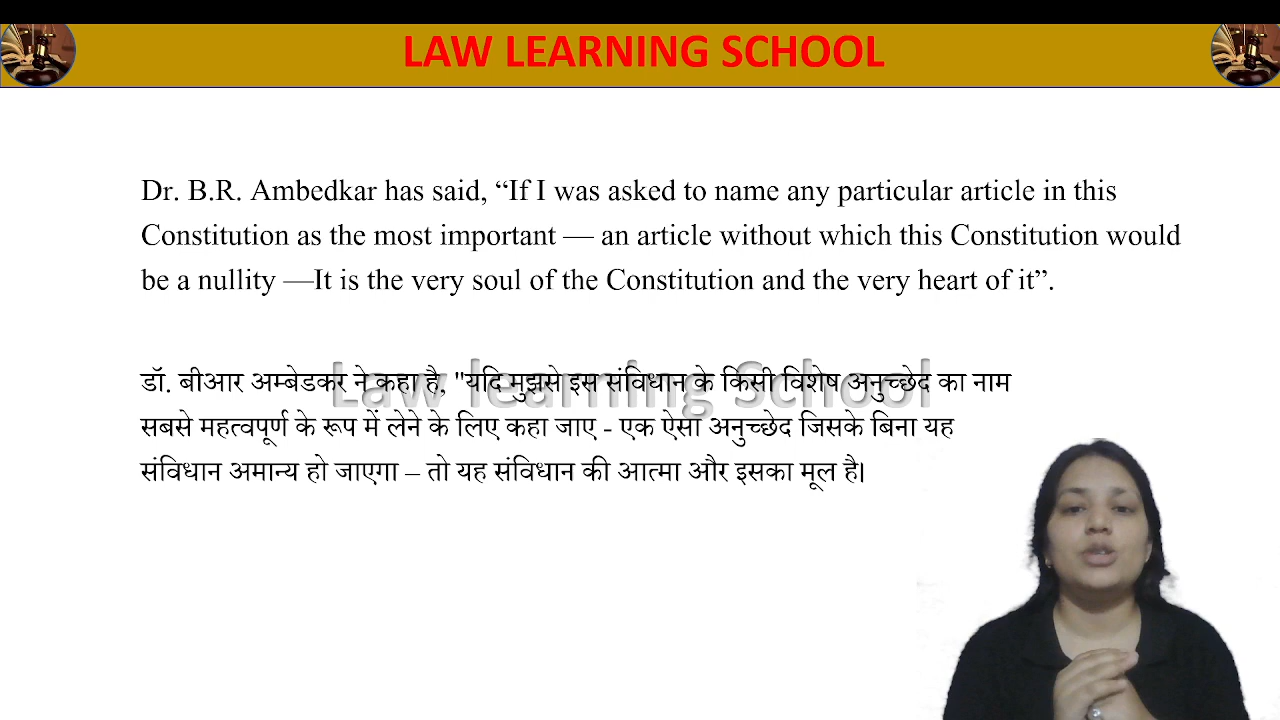 LAW LEARNING SCHOOL
Dr. B.R. Ambedkar has said, “If I was asked to name any particular article in this
Constitution as the most important — an article without which this Constitution would
be a nullity —It is the very soul of the Constitution and the very heart of it”.
Law learning School
डॉ. बीआर अम्बेडकर ने कहा है, "यदि मुझसे इस संविधान के किसी विशेष अनुच्छेद का नाम
सबसे महत्वपूर्ण के रूप में लेने के लिए कहा जाए - एक ऐसा अनुच्छेद जिसके बिना यह
संविधान अमान्य हो जाएगा – तो यह संविधान की आत्मा और इसका मूल है।